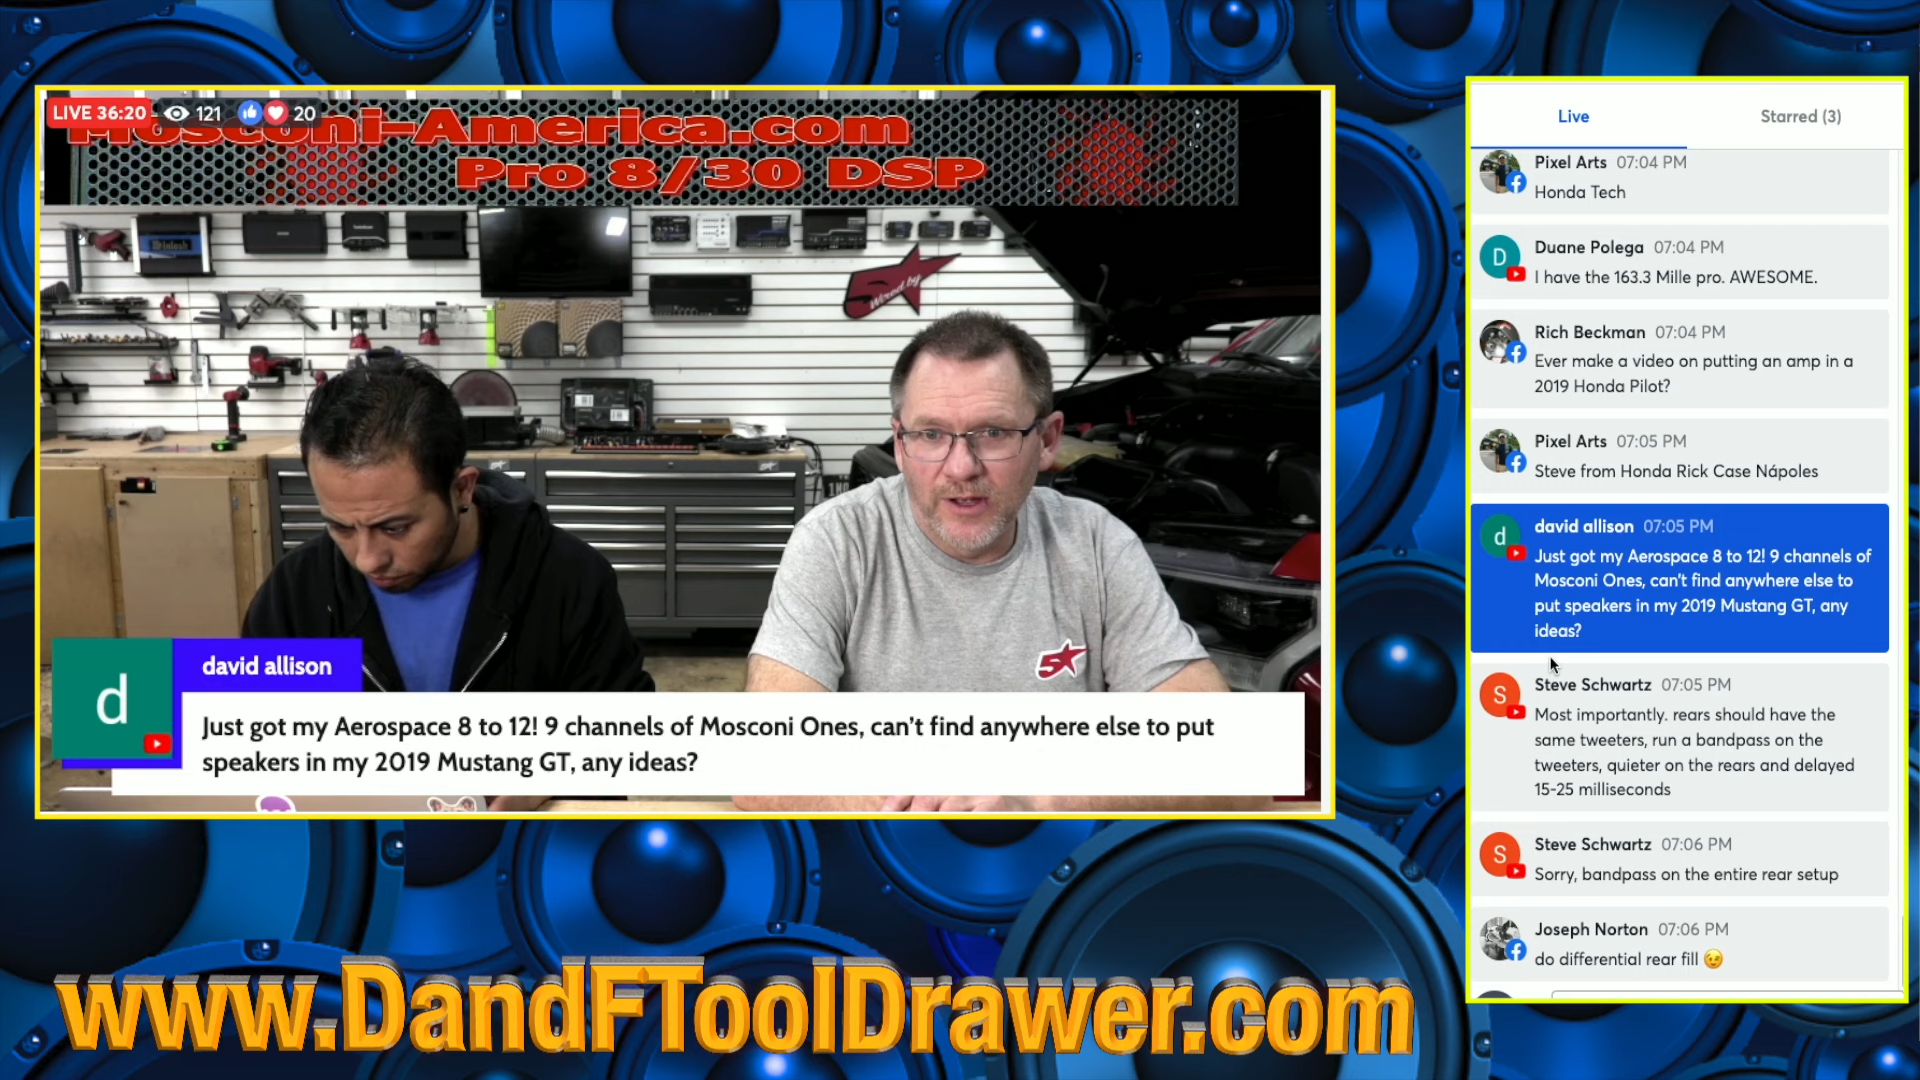 LIVE 36:20
121
20
Mosconi-America.com
Pro 8/30 DSP
McIntosh
Wired by
5
david allison
d
Just got my Aerospace 8 to 12! 9 channels of Mosconi Ones, can't find anywhere else to put
speakers in my 2019 Mustang GT, any ideas?
www.DandFToolDrawer.com
Live
Starred (3)
Pixel Arts 07:04 PM
Honda Tech
D
Duane Polega 07:04 PM
I have the 163.3 Mille pro. AWESOME.
Rich Beckman 07:04 PM
Ever make a video on putting an amp in a
2019 Honda Pilot?
Pixel Arts 07:05 PM
Steve from Honda Rick Case Nápoles
d
david allison 07:05 PM
Just got my Aerospace 8 to 12! 9 channels of
Mosconi Ones, can't find anywhere else to
put speakers in my 2019 Mustang GT, any
ideas?
S
Steve Schwartz 07:05 PM
Most importantly. rears should have the
same tweeters, run a bandpass on the
tweeters, quieter on the rears and delayed
15-25 milliseconds
S
Steve Schwartz 07:06 PM
Sorry, bandpass on the entire rear setup
Joseph Norton 07:06 PM
do differential rear fill 😉